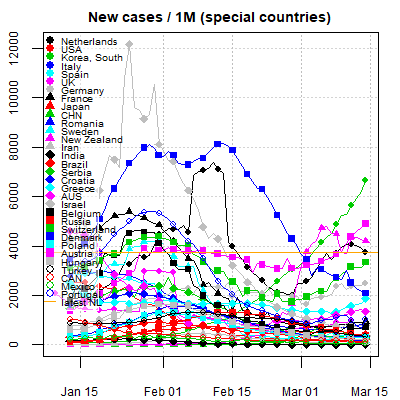 New cases / 1M (special countries)
12000
10000
8000
6000
4000
2000
0
Netherlands
USA
Korea, South
Italy
Spain
UK
Germany
France
Japan
CHN
Romania
Sweden
New Zealand
Iran
India
Brazil
Serbia
Croatia
Greece
AUS
Israel
Belgium
Russia
Switzerland
Denmark
Poland
Austria
Hungary
Turkey
CAN
Mexico
Portugal
latest NL
Jan 15
Feb 01
Feb 15
Mar 01
Mar 15